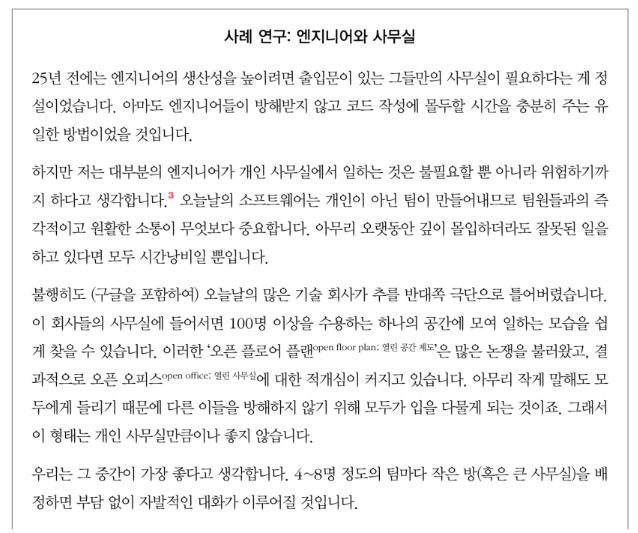 사례 연구: 엔지니어와 사무실
25년 전에는 엔지니어의 생산성을 높이려면 출입문이 있는 그들만의 사무실이 필요하다는 게 정
설이었습니다. 아마도 엔지니어들이 방해받지 않고 코드 작성에 몰두할 시간을 충분히 주는 유
일한 방법이었을 것입니다.
하지만 저는 대부분의 엔지니어가 개인 사무실에서 일하는 것은 불필요할 뿐 아니라 위험하기까
지 하다고 생각합니다.3 오늘날의 소프트웨어는 개인이 아닌 팀이 만들어내므로 팀원들과의 즉
각적이고 원활한 소통이 무엇보다 중요합니다. 아무리 오랫동안 깊이 몰입하더라도 잘못된 일을
하고 있다면 모두 시간낭비일 뿐입니다.
불행히도 (구글을 포함하여) 오늘날의 많은 기술 회사가 추를 반대쪽 극단으로 틀어버렸습니다.
이 회사들의 사무실에 들어서면 100명 이상을 수용하는 하나의 공간에 모여 일하는 모습을 쉽
게 찾을 수 있습니다. 이러한 ‘오픈 플로어 플랜open floor plan; 열린 공간 제도’은 많은 논쟁을 불러왔고, 결
과적으로 오픈 오피스open office; 열린 사무실에 대한 적개심이 커지고 있습니다. 아무리 작게 말해도 모
두에게 들리기 때문에 다른 이들을 방해하지 않기 위해 모두가 입을 다물게 되는 것이죠. 그래서
이 형태는 개인 사무실만큼이나 좋지 않습니다.
우리는 그 중간이 가장 좋다고 생각합니다. 4~8명 정도의 팀마다 작은 방(혹은 큰 사무실)을 배
정하면 부담 없이 자발적인 대화가 이루어질 것입니다.